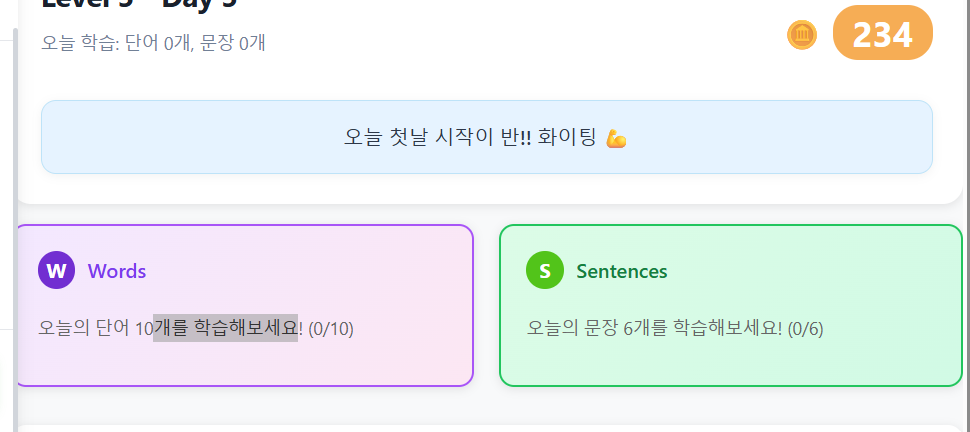 Level 3 - Day 3
오늘 학습: 단어 0개, 문장 0개
234
오늘 첫날 시작이 반!! 화이팅 💪
W Words
오늘의 단어 10개를 학습해보세요! (0/10)
S Sentences
오늘의 문장 6개를 학습해보세요! (0/6)